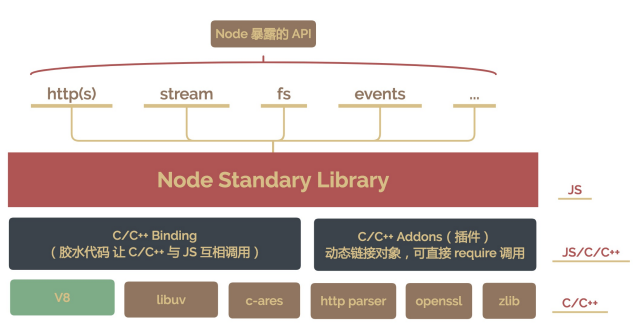 Node 暴露的 API
http(s) stream fs events ...
Node Standary Library
JS
C/C++ Binding
（胶水代码 让 C/C++ 与 JS 互相调用）
C/C++ Addons（插件）
动态链接对象，可直接 require 调用
JS/C/C++
V8 libuv c-ares http parser openssl zlib
C/C++